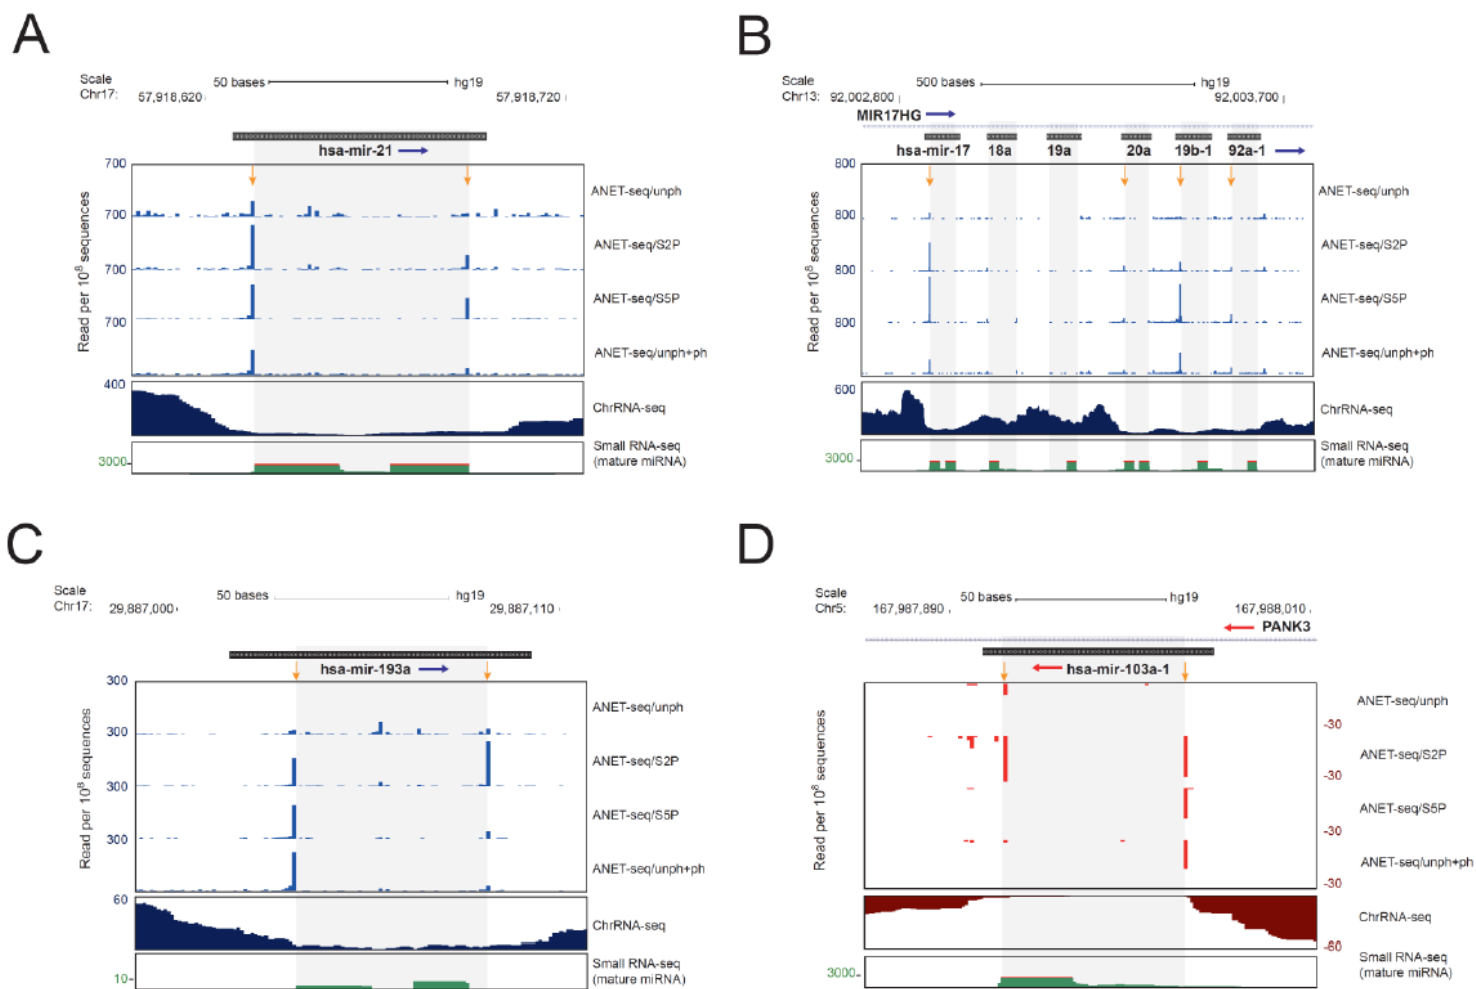 A
Scale
50 bases
hg19
Chr17:
57,918,620
57,918,720
hsa-mir-21
700
ANET-seq/unph
700
ANET-seq/S2P
700
ANET-seq/S5P
700
ANET-seq/unph+ph
Read per 10⁸ sequences
400
ChrRNA-seq
3000
Small RNA-seq
(mature miRNA)
B
Scale
500 bases
hg19
Chr13:
92,002,800
92,003,700
MIR17HG
hsa-mir-17 18a 19a 20a 19b-1 92a-1
800
ANET-seq/unph
800
ANET-seq/S2P
800
ANET-seq/S5P
800
ANET-seq/unph+ph
Read per 10⁸ sequences
600
ChrRNA-seq
3000
Small RNA-seq
(mature miRNA)
C
Scale
50 bases
hg19
Chr17:
29,887,000
29,887,110
hsa-mir-193a
300
ANET-seq/unph
300
ANET-seq/S2P
300
ANET-seq/S5P
300
ANET-seq/unph+ph
Read per 10⁸ sequences
60
ChrRNA-seq
10
Small RNA-seq
(mature miRNA)
D
Scale
50 bases
hg19
Chr5:
167,987,890
167,988,010
PANK3
hsa-mir-103a-1
ANET-seq/unph
-30
ANET-seq/S2P
-30
ANET-seq/S5P
-30
ANET-seq/unph+ph
-30
Read per 10⁸ sequences
ChrRNA-seq
-60
3000
Small RNA-seq
(mature miRNA)